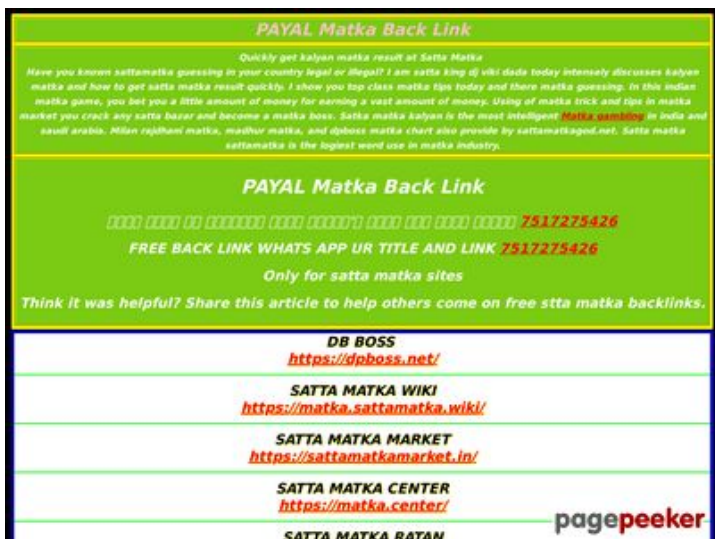 PAYAL Matka Back Link
Quickly get kalyan matka result at Satta Matka
Have you known sattamatka guessing in your country legal or illegal? I am satta king dj viki dada today intensely discusses kalyan
matka and how to get satta matka result quickly. I show you top class matka tips today and there matka guessing. In this indian
matka game, you bet you a little amount of money for earning a vast amount of money. Using of matka trick and tips in matka
market you crack any satta bazar and become a matka boss. Satka matka kalyan is the most intelligent Matka gambling in india and
saudi arabia. Milan rajdhani matka, madhur matka, and dpboss matka chart also provide by sattamatkagod.net. Satta matka
sattamatka is the logiest word use in matka industry.
PAYAL Matka Back Link
7517275426
FREE BACK LINK WHATS APP UR TITLE AND LINK 7517275426
Only for satta matka sites
Think it was helpful? Share this article to help others come on free stta matka backlinks.
DB BOSS
https://dpboss.net/
SATTA MATKA WIKI
https://matka.sattamatka.wiki/
SATTA MATKA MARKET
https://sattamatkamarket.in/
SATTA MATKA CENTER
https://matka.center/
SATTA MATKA RATAN
pagepeeker